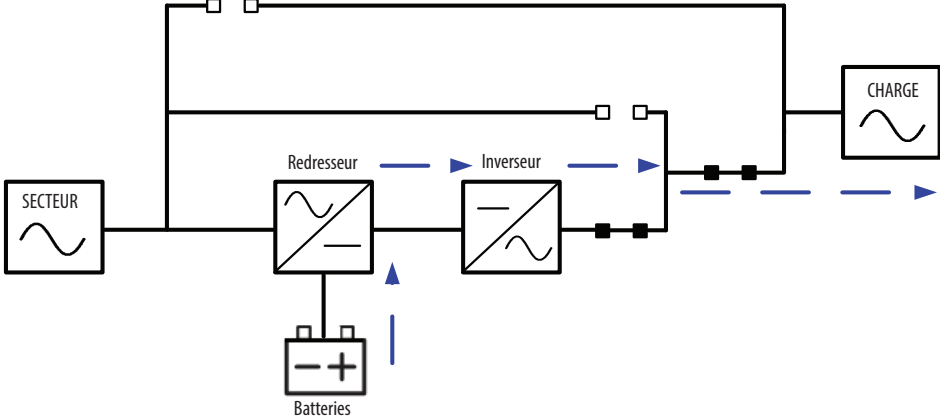 CHARGE
Redresseur
Inverseur
SECTEUR
Batteries